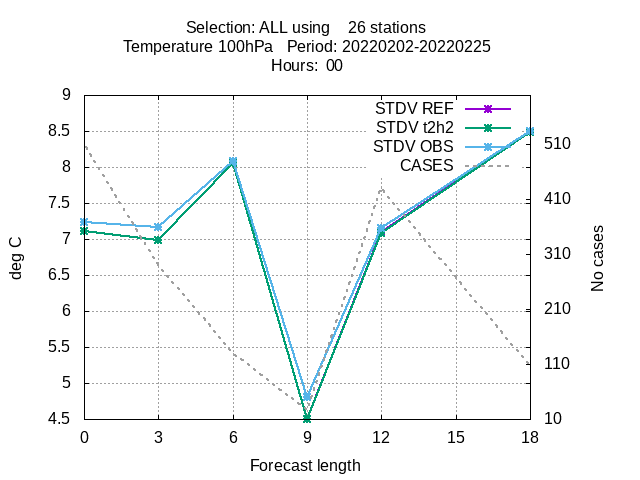 Selection: ALL using 26 stations
Temperature 100hPa Period: 20220202-20220225
Hours: 00
STDV REF
STDV t2h2
STDV OBS
CASES
9
8.5
8
7.5
7
6.5
6
5.5
5
4.5
deg C
510
410
310
210
110
10
No cases
0 3 6 9 12 15 18
Forecast length